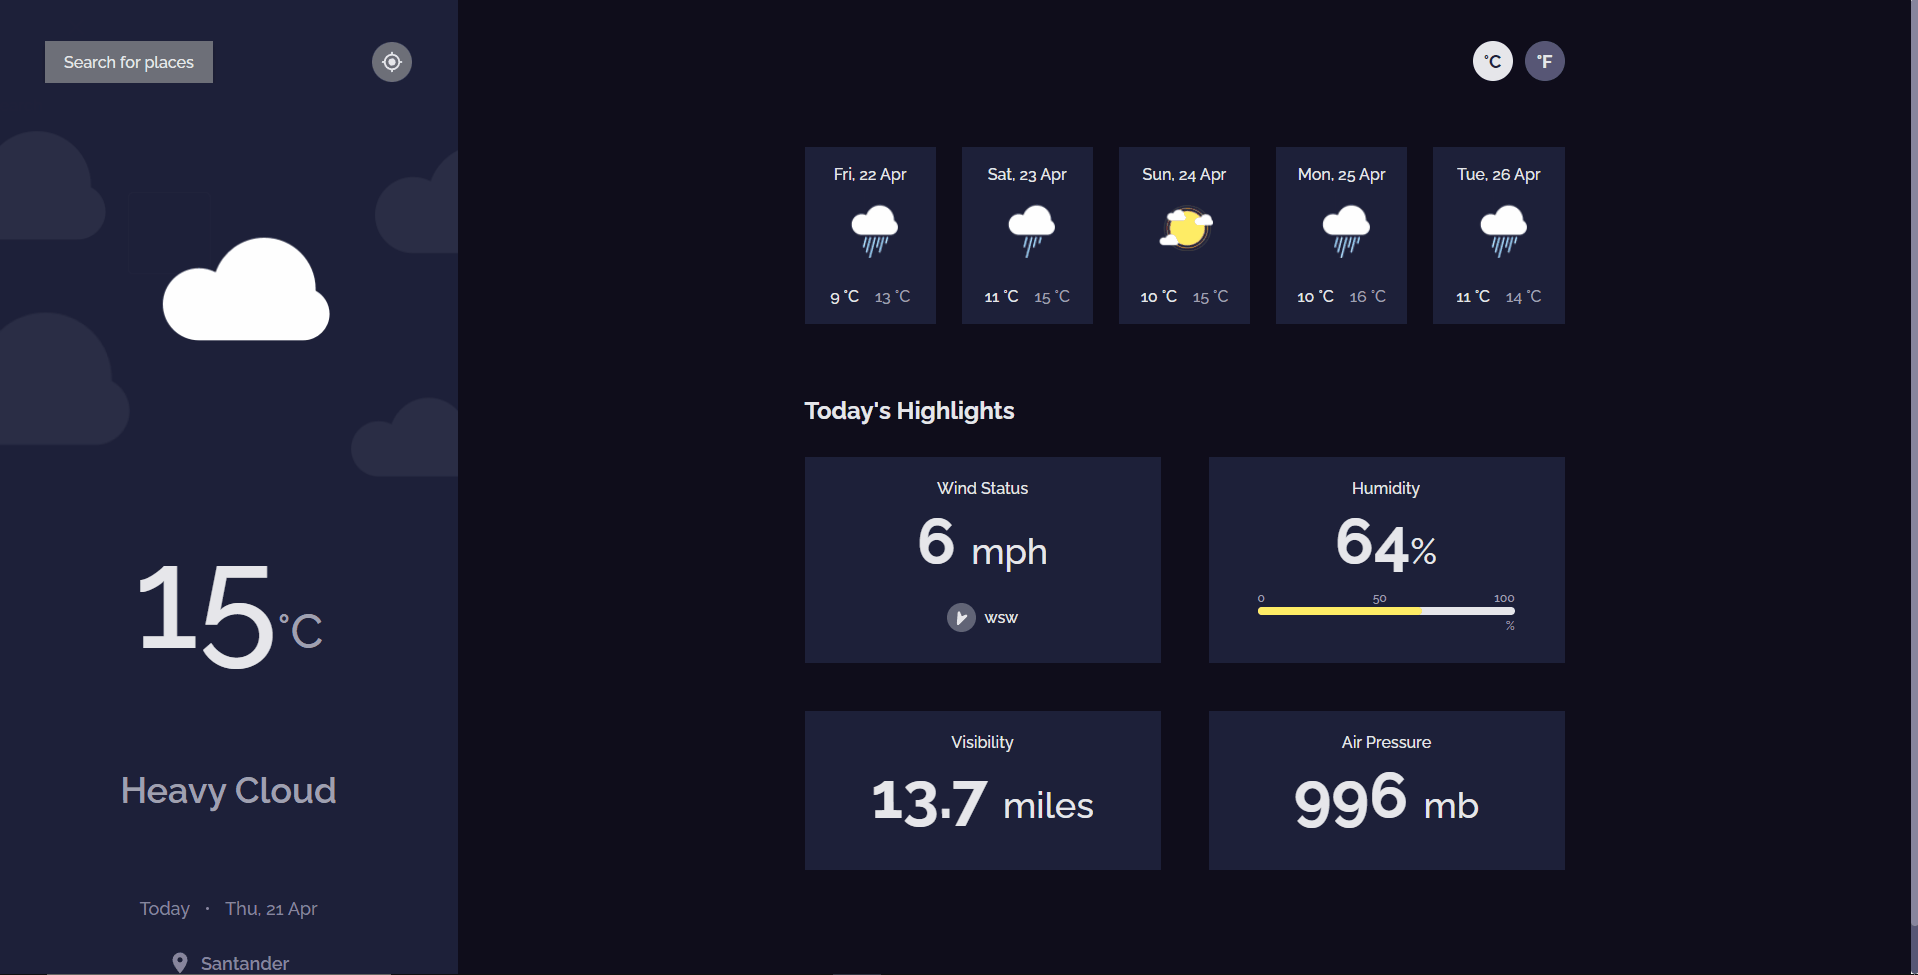 Search for places
15 °C
Heavy Cloud
Today • Thu, 21 Apr
Santander
°C °F
Fri, 22 Apr
9 °C 13 °C
Sat, 23 Apr
11 °C 15 °C
Sun, 24 Apr
10 °C 15 °C
Mon, 25 Apr
10 °C 16 °C
Tue, 26 Apr
11 °C 14 °C
Today's Highlights
Wind Status
6 mph
WSW
Humidity
64%
0 50 100
%
Visibility
13.7 miles
Air Pressure
996 mb